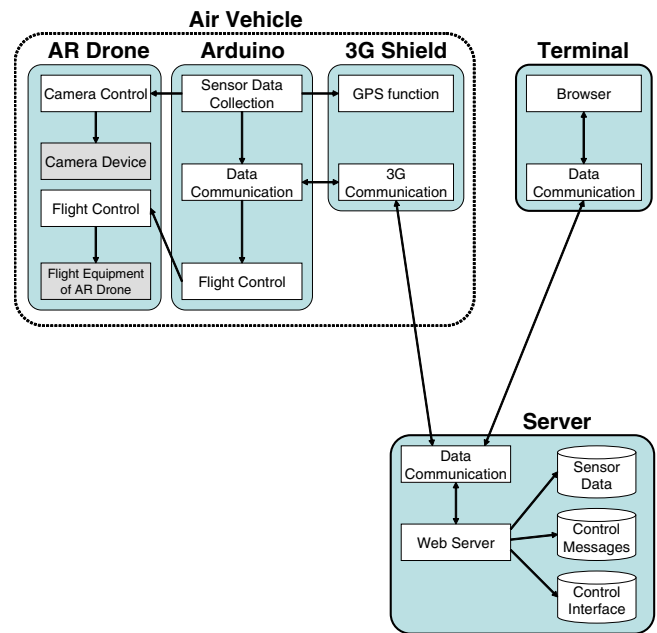 Air Vehicle
AR Drone
Arduino
3G Shield
Terminal
Camera Control
Sensor Data
Collection
GPS function
Browser
Camera Device
Data
Communication
3G
Communication
Data
Communication
Flight Control
Flight Equipment
of AR Drone
Flight Control
Server
Data
Communication
Sensor
Data
Web Server
Control
Messages
Control
Interface